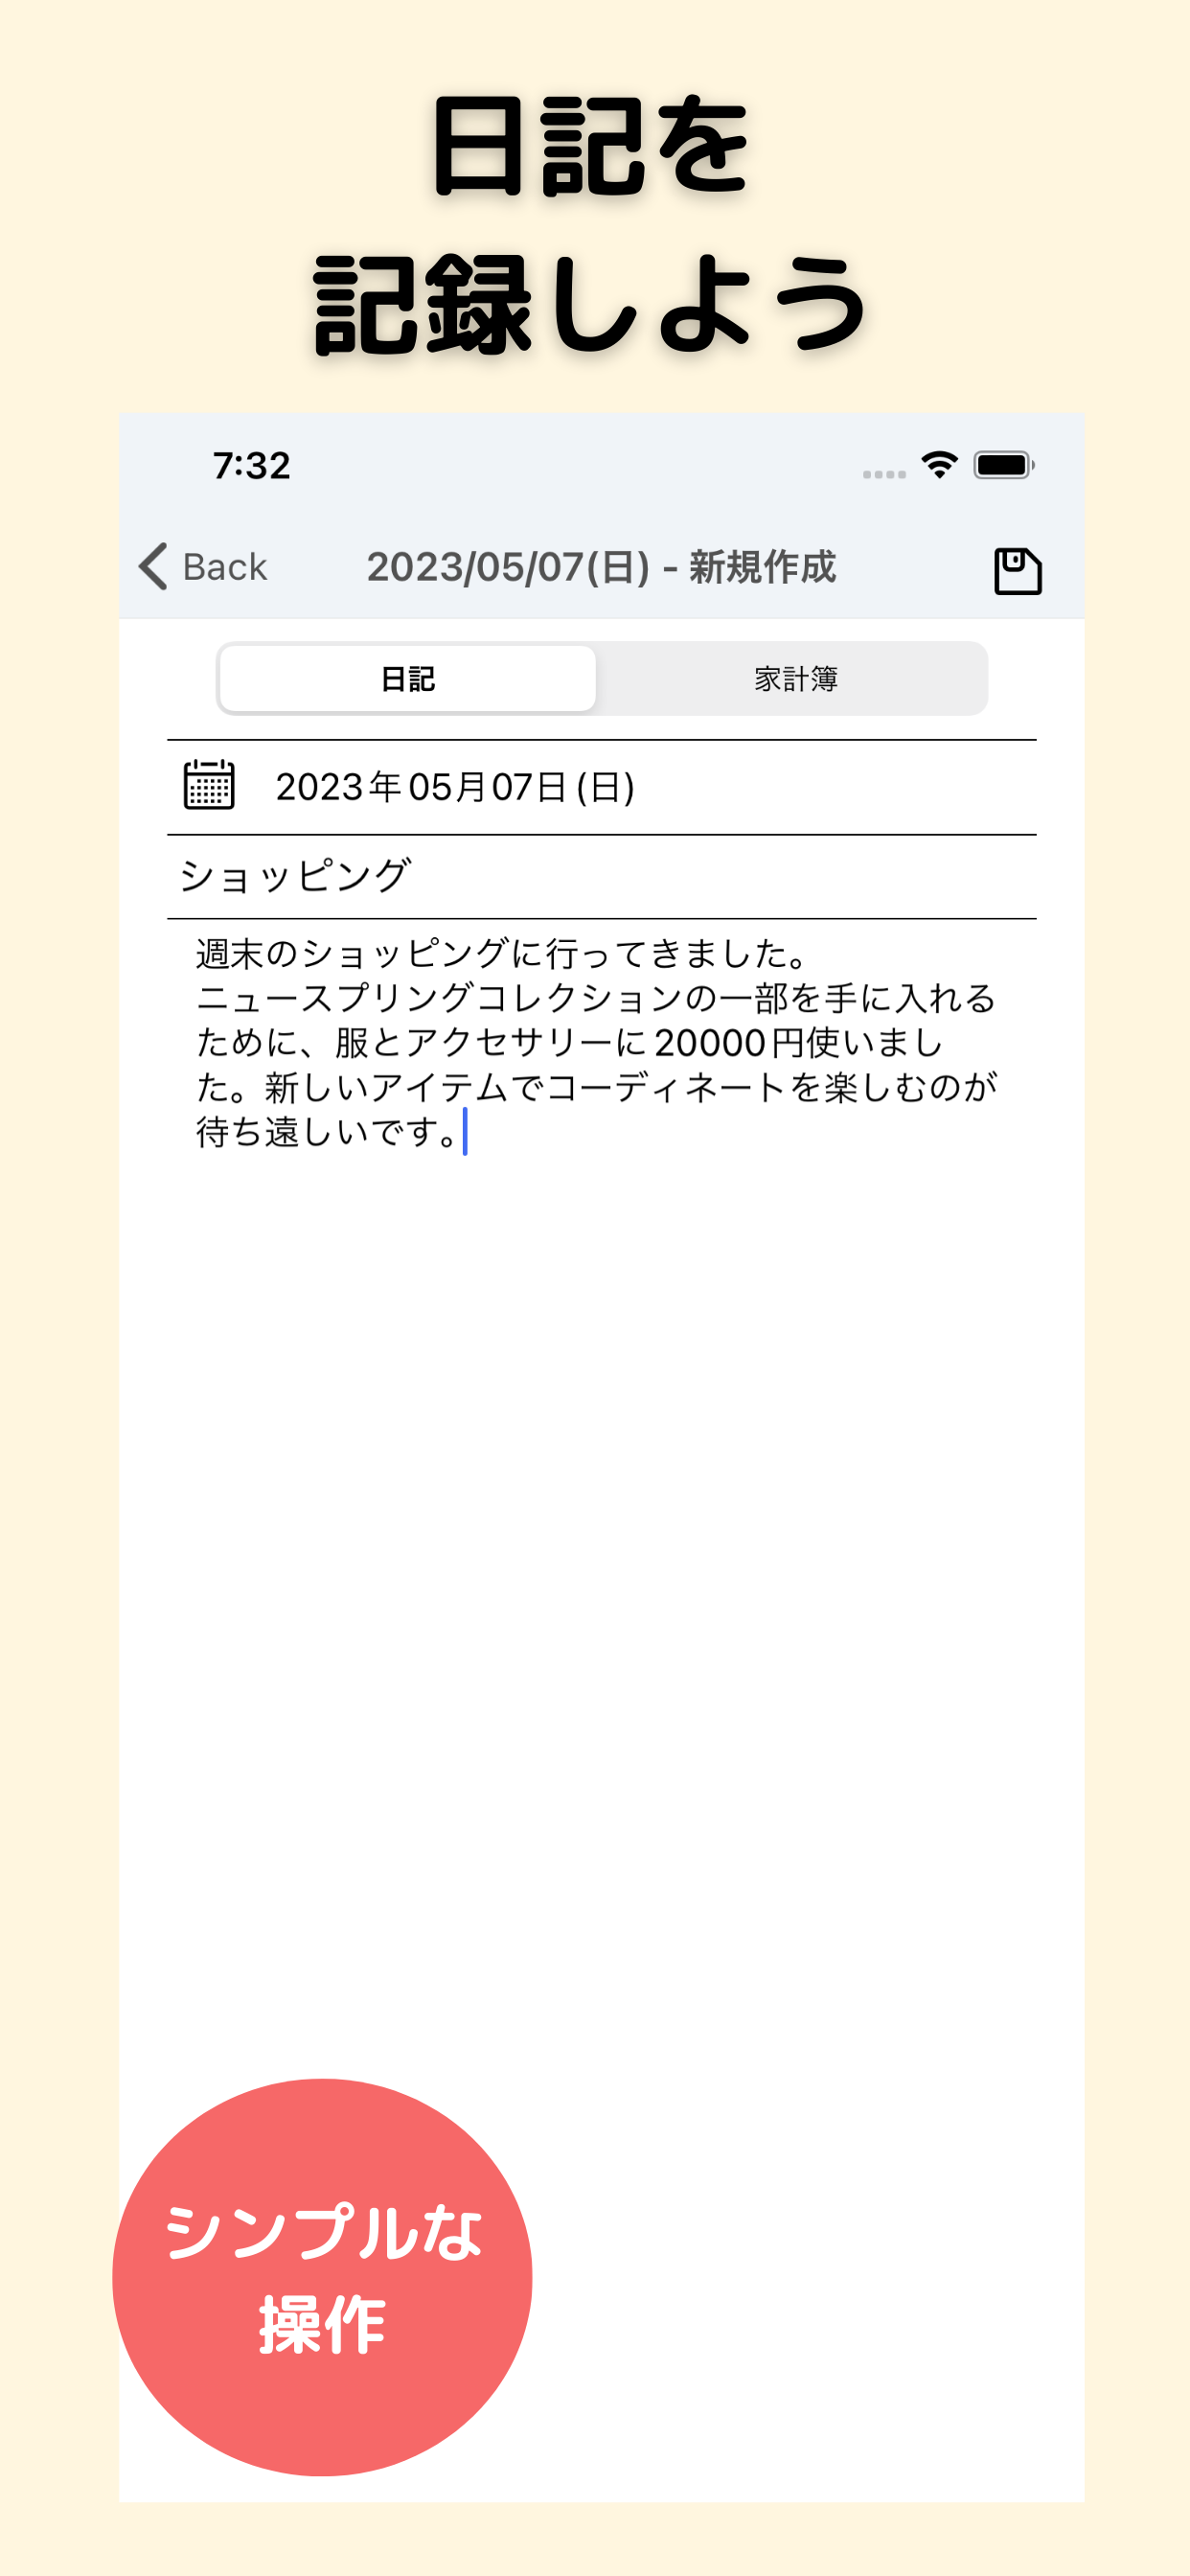 日記を
記録しよう
7:32
Back
2023/05/07(日) - 新規作成
日記
家計簿
2023年05月07日(日)
ショッピング
週末のショッピングに行ってきました。
ニュースプリングコレクションの一部を手に入れる
ために、服とアクセサリーに20000円使いまし
た。新しいアイテムでコーディネートを楽しむのが
待ち遠しいです。
シンプルな
操作